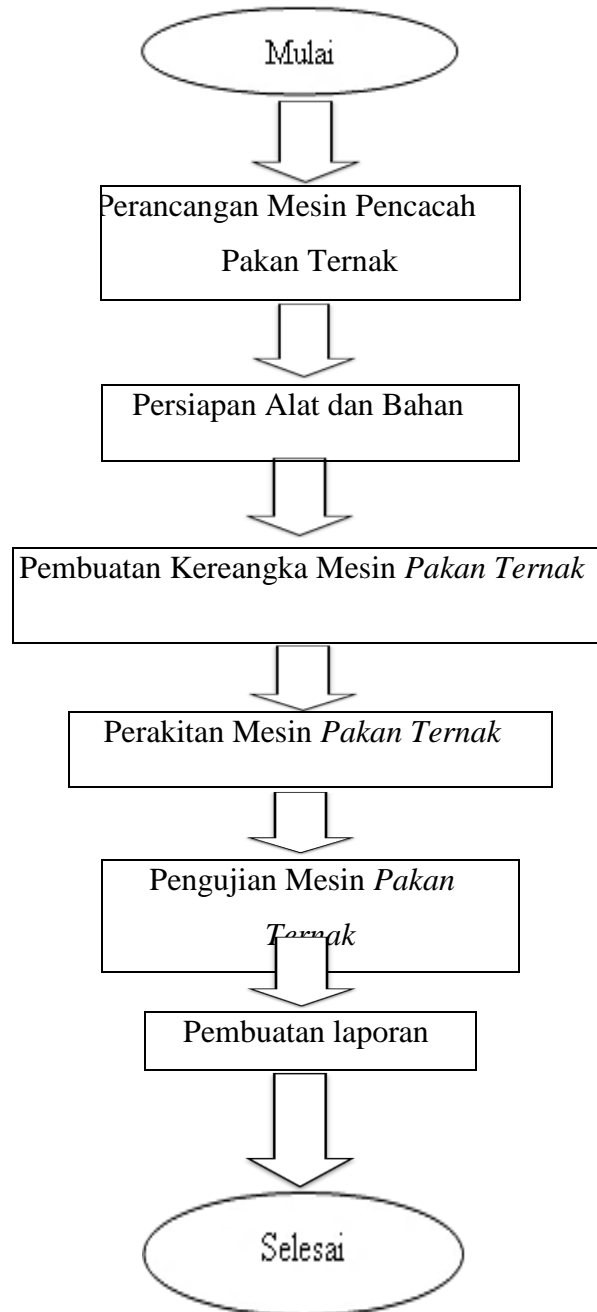 Mulai
Perancangan Mesin Pencacah
Pakan Ternak
Persiapan Alat dan Bahan
Pembuatan Kereangka Mesin Pakan Ternak
Perakitan Mesin Pakan Ternak
Pengujian Mesin Pakan
Ternak
Pembuatan laporan
Selesai